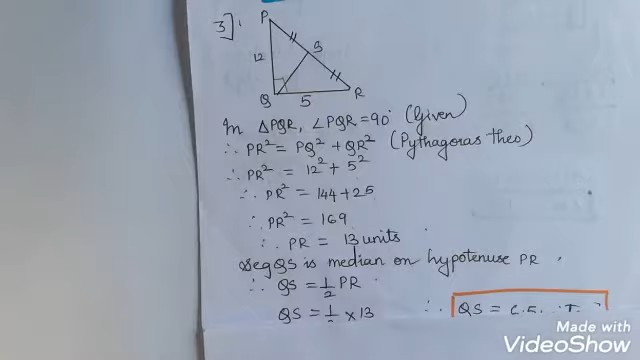 3]
P
S
12
Q
5
R
In △PQR, ∠PQR = 90° (Given)
∴ PR² = PQ² + QR² (Pythagoras theo)
∴ PR² = 12² + 5²
∴ PR² = 144 + 25
∴ PR² = 169
∴ PR = 13 units
Seg QS is median on hypotenuse PR.
∴ QS = 1/2 PR
QS = 1/2 × 13 ∴ QS =
Made with
VideoShow